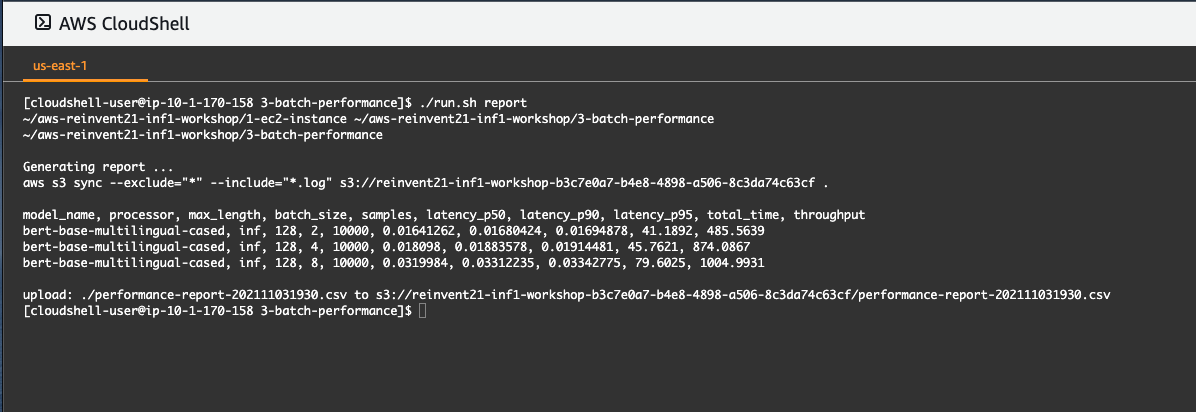 AWS CloudShell
us-east-1
[cloudshell-user@ip-10-1-170-158 3-batch-performance]$ ./run.sh report
~/aws-reinvent21-inf1-workshop/1-ec2-instance ~/aws-reinvent21-inf1-workshop/3-batch-performance
~/aws-reinvent21-inf1-workshop/3-batch-performance
Generating report ...
aws s3 sync --exclude="*" --include="*.log" s3://reinvent21-inf1-workshop-b3c7e0a7-b4e8-4898-a506-8c3da74c63cf .
model_name, processor, max_length, batch_size, samples, latency_p50, latency_p90, latency_p95, total_time, throughput
bert-base-multilingual-cased, inf, 128, 2, 10000, 0.01641262, 0.01680424, 0.01694878, 41.1892, 485.5639
bert-base-multilingual-cased, inf, 128, 4, 10000, 0.018098, 0.01883578, 0.01914481, 45.7621, 874.0867
bert-base-multilingual-cased, inf, 128, 8, 10000, 0.0319984, 0.03312235, 0.03342775, 79.6025, 1004.9931
upload: ./performance-report-202111031930.csv to s3://reinvent21-inf1-workshop-b3c7e0a7-b4e8-4898-a506-8c3da74c63cf/performance-report-202111031930.csv
[cloudshell-user@ip-10-1-170-158 3-batch-performance]$